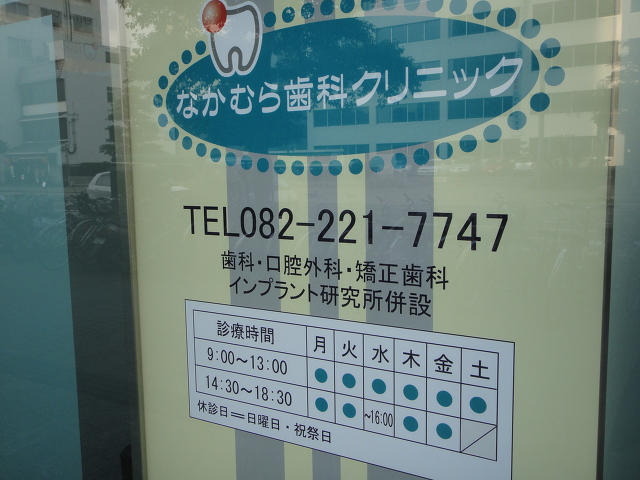 なかむら歯科クリニック
TEL082-221-7747
歯科・口腔外科・矯正歯科
インプラント研究所併設
診療時間 月 火 水 木 金 土
9:00〜13:00 ● ● ● ● ● ●
14:30〜18:30 ● ● ~16:00 ● ● ／
休診日＝日曜日・祝祭日